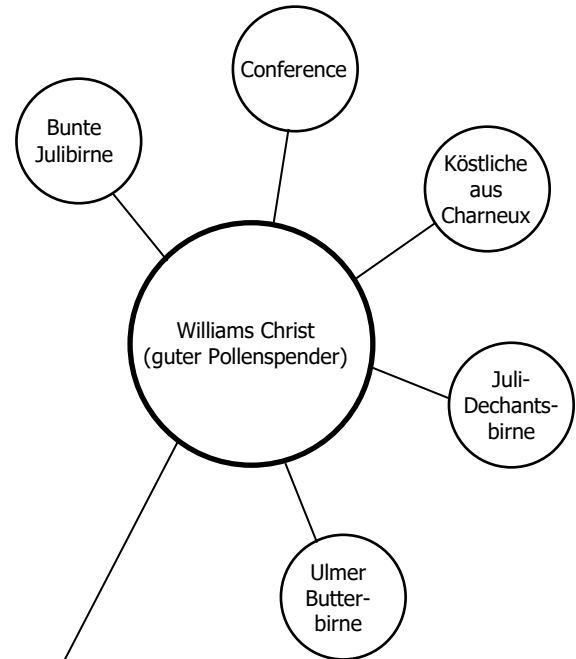 Conference
Bunte
Julibirne
Köstliche
aus
Charneux
Williams Christ
(guter Pollenspender)
Juli-
Dechants-
birne
Ulmer
Butter-
birne